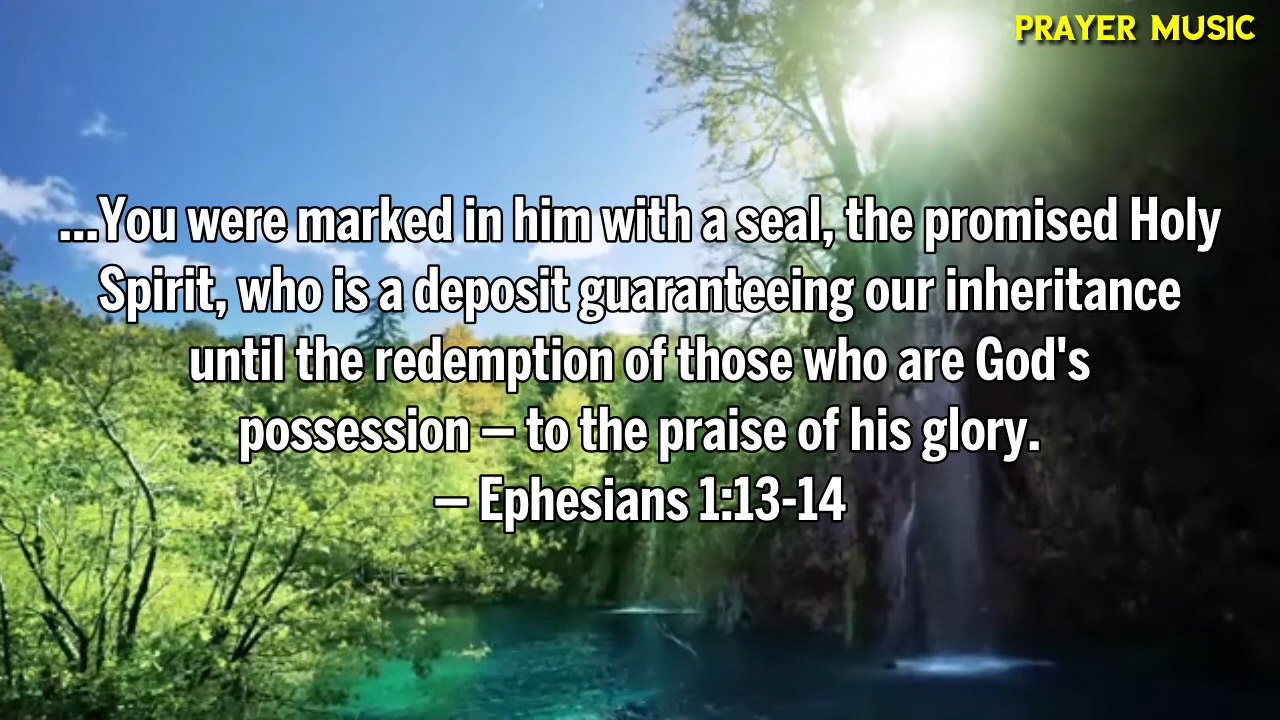 PRAYER MUSIC
...You were marked in him with a seal, the promised Holy
Spirit, who is a deposit guaranteeing our inheritance
until the redemption of those who are God's
possession – to the praise of his glory.
– Ephesians 1:13-14